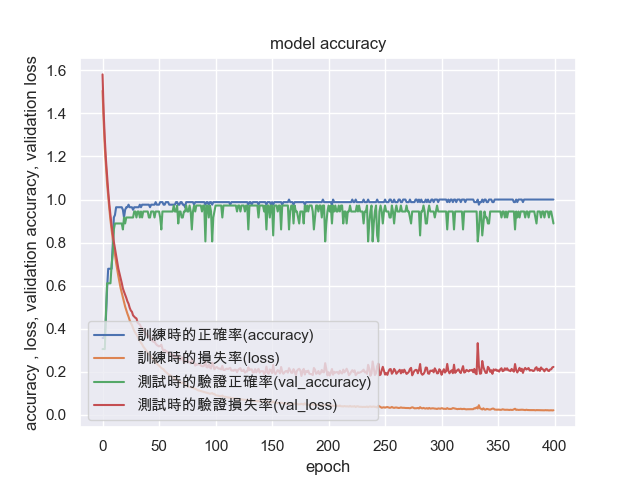 model accuracy
accuracy , loss, validation accuracy, validation loss
1.6
1.4
1.2
1.0
0.8
0.6
0.4
0.2
0.0
訓練時的正確率(accuracy)
訓練時的損失率(loss)
測試時的驗證正確率(val_accuracy)
測試時的驗證損失率(val_loss)
0 50 100 150 200 250 300 350 400
epoch